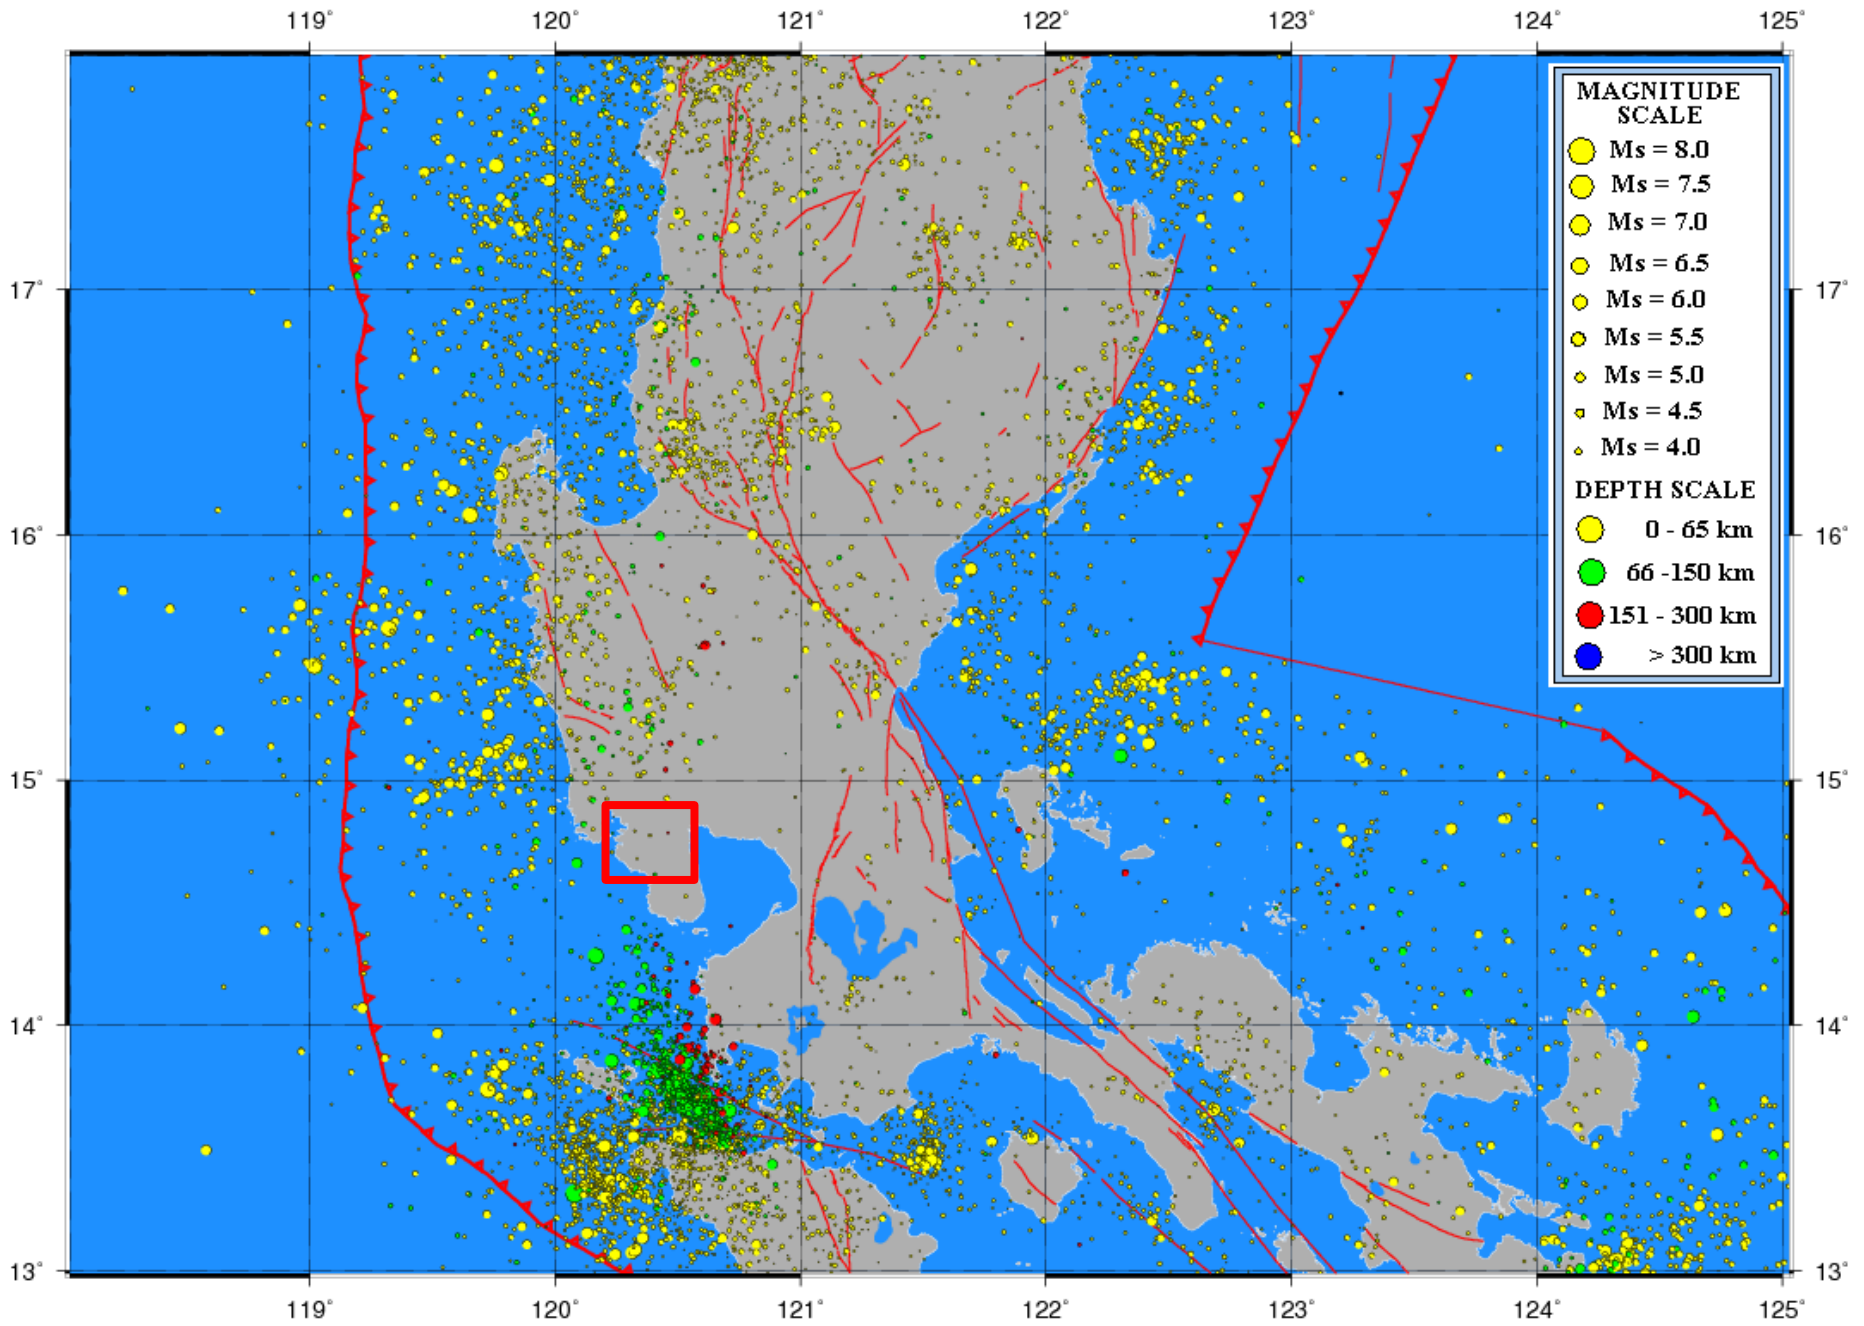 119° 120° 121° 122° 123° 124° 125°
MAGNITUDE
SCALE
Ms = 8.0
Ms = 7.5
Ms = 7.0
Ms = 6.5
Ms = 6.0
Ms = 5.5
Ms = 5.0
Ms = 4.5
Ms = 4.0
DEPTH SCALE
0 - 65 km
66 -150 km
151 - 300 km
> 300 km
17° 17°
16° 16°
15° 15°
14° 14°
13° 13°
119° 120° 121° 122° 123° 124° 125°